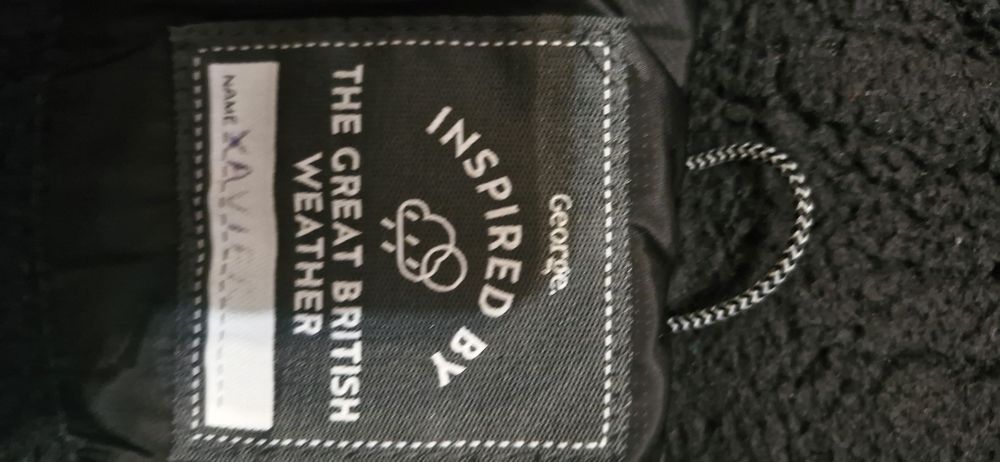 George.
INSPIRED BY
THE GREAT BRITISH
WEATHER
NAME